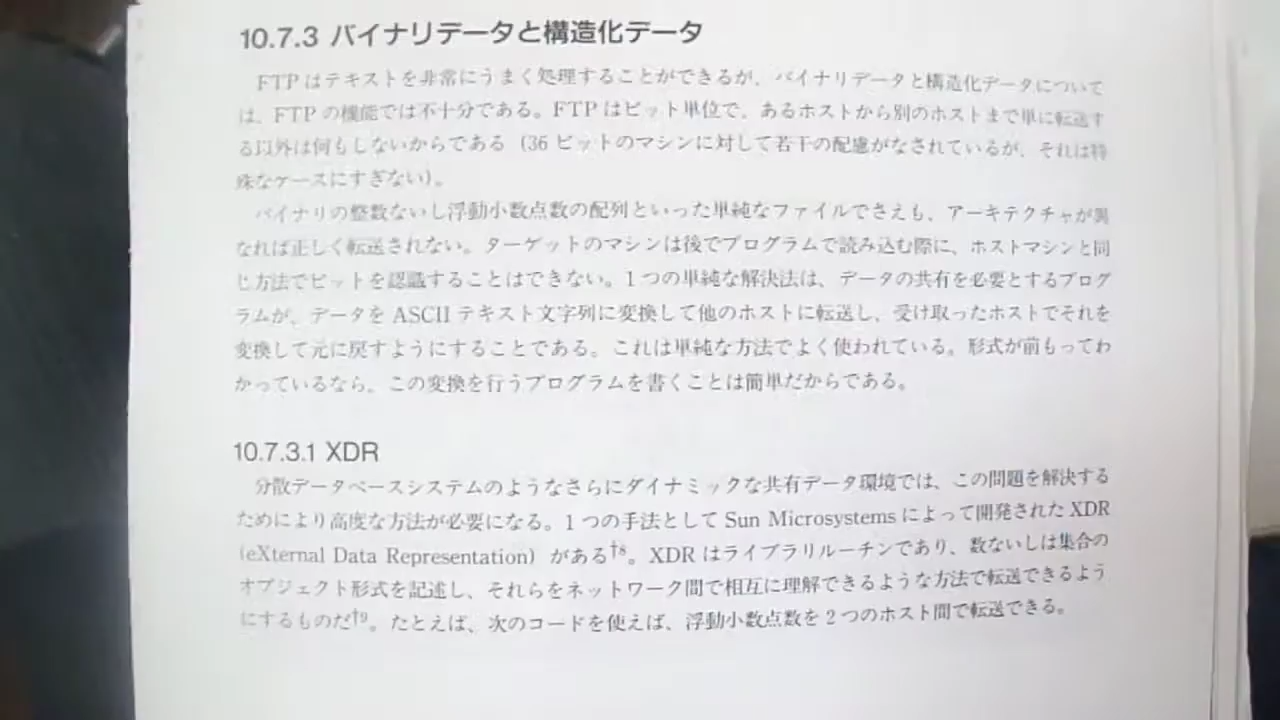 10.7.3 バイナリデータと構造化データ
FTP はテキストを非常にうまく処理することができるが、バイナリデータと構造化データについて
は、FTP の機能では不十分である。FTP はビット単位で、あるホストから別のホストまで単に転送す
る以外は何もしないからである（36 ビットのマシンに対して若干の配慮がなされているが、それは特
殊なケースにすぎない）。
バイナリの整数ないし浮動小数点数の配列といった単純なファイルでさえも、アーキテクチャが異
なれば正しく転送されない。ターゲットのマシンは後でプログラムで読み込む際に、ホストマシンと同
じ方法でビットを認識することはできない。1 つの単純な解決法は、データの共有を必要とするプログ
ラムが、データを ASCII テキスト文字列に変換して他のホストに転送し、受け取ったホストでそれを
変換して元に戻すようにすることである。これは単純な方法でよく使われている。形式が前もってわ
かっているなら、この変換を行うプログラムを書くことは簡単だからである。
10.7.3.1 XDR
分散データベースシステムのようなさらにダイナミックな共有データ環境では、この問題を解決する
ためにより高度な方法が必要になる。1 つの手法として Sun Microsystems によって開発された XDR
(eXternal Data Representation) がある†8。XDR はライブラリルーチンであり、数ないしは集合の
オブジェクト形式を記述し、それらをネットワーク間で相互に理解できるような方法で転送できるよう
にするものだ†9。たとえば、次のコードを使えば、浮動小数点数を 2 つのホスト間で転送できる。